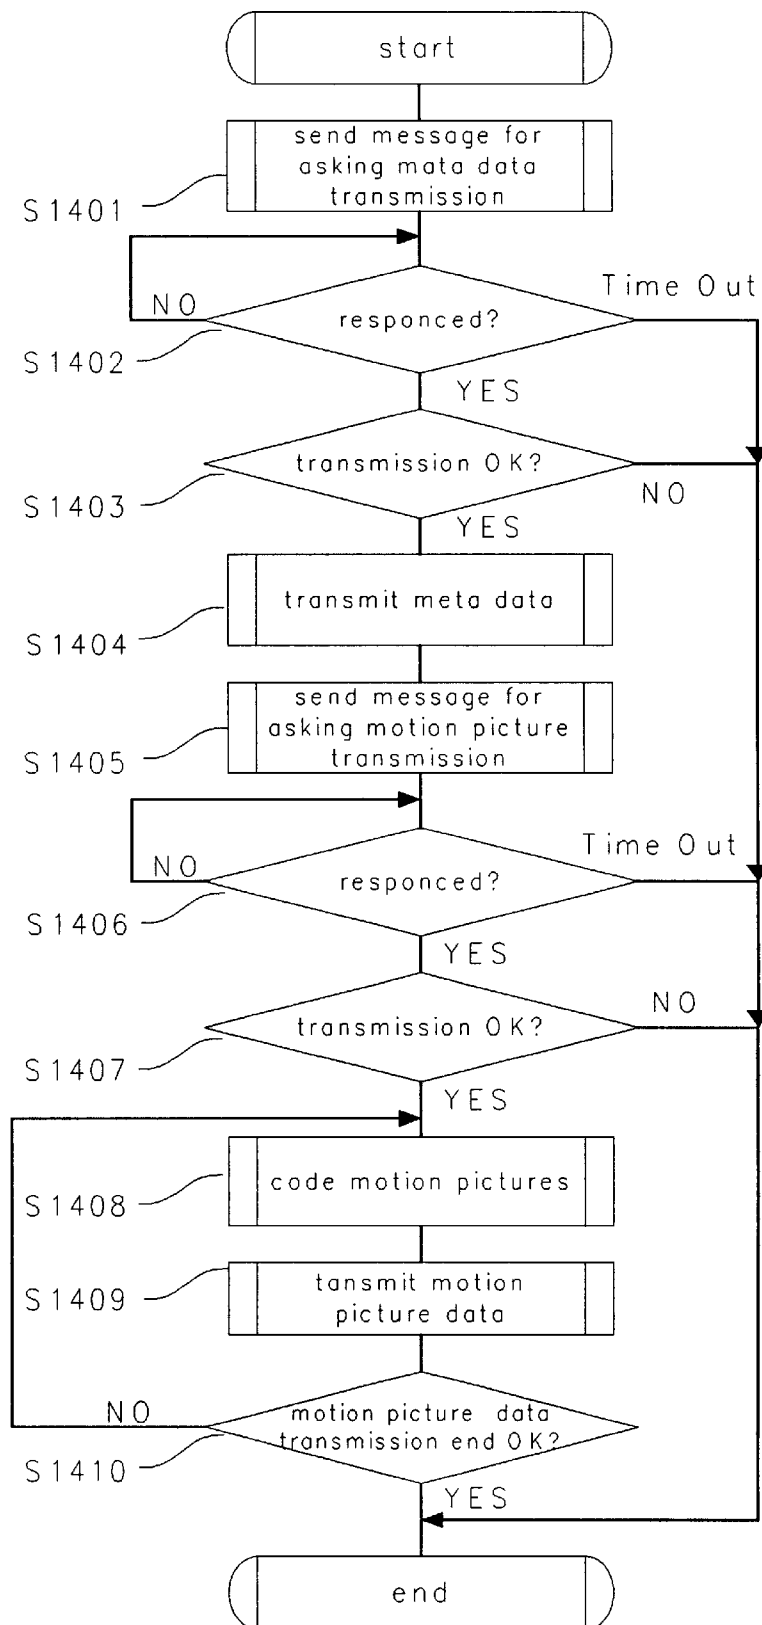 start
send message for
asking mata data
transmission
S1401
NO
Time Out
responced?
S1402
YES
transmission OK?
S1403
NO
YES
transmit meta data
S1404
send message for
asking motion picture
transmission
S1405
NO
Time Out
responced?
S1406
YES
NO
transmission OK?
S1407
YES
code motion pictures
S1408
tansmit motion
picture data
S1409
NO
motion picture data
transmission end OK?
S1410
YES
end